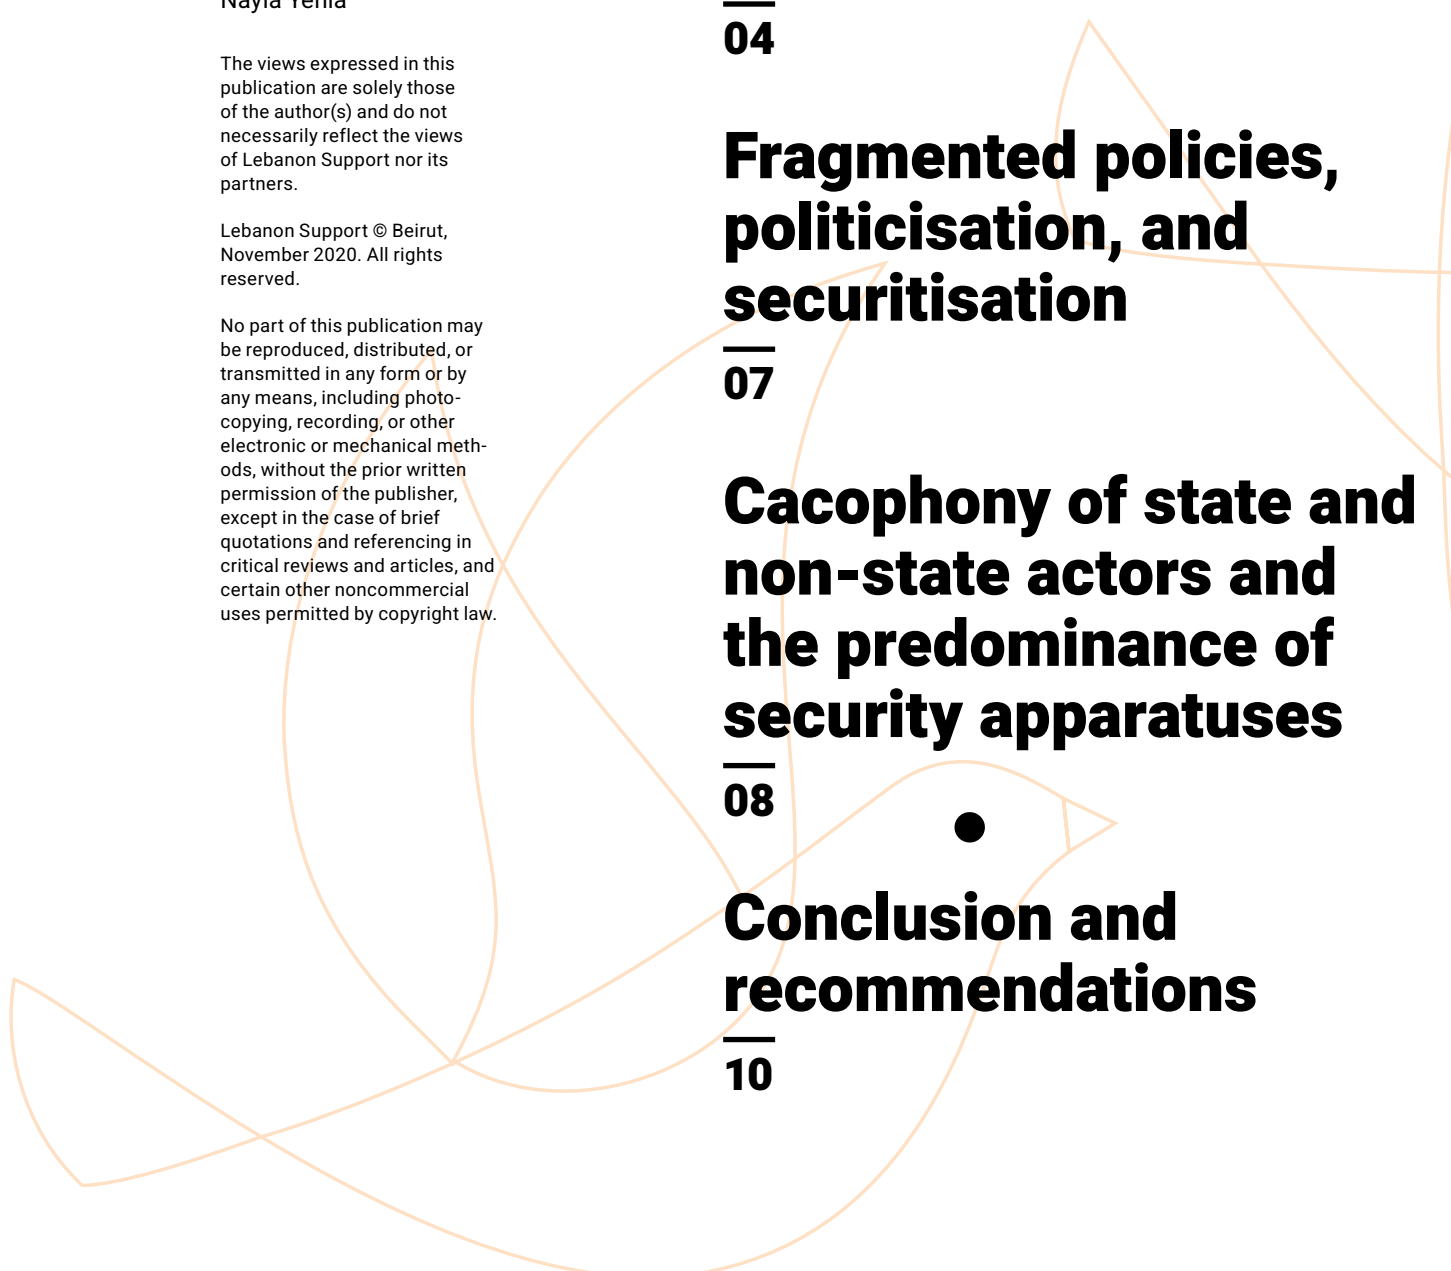 Nayla Yehia
The views expressed in this
publication are solely those
of the author(s) and do not
necessarily reflect the views
of Lebanon Support nor its
partners.
Lebanon Support © Beirut,
November 2020. All rights
reserved.
No part of this publication may
be reproduced, distributed, or
transmitted in any form or by
any means, including photo-
copying, recording, or other
electronic or mechanical meth-
ods, without the prior written
permission of the publisher,
except in the case of brief
quotations and referencing in
critical reviews and articles, and
certain other noncommercial
uses permitted by copyright law.
04
Fragmented policies,
politicisation, and
securitisation
07
Cacophony of state and
non-state actors and
the predominance of
security apparatuses
08
Conclusion and
recommendations
10